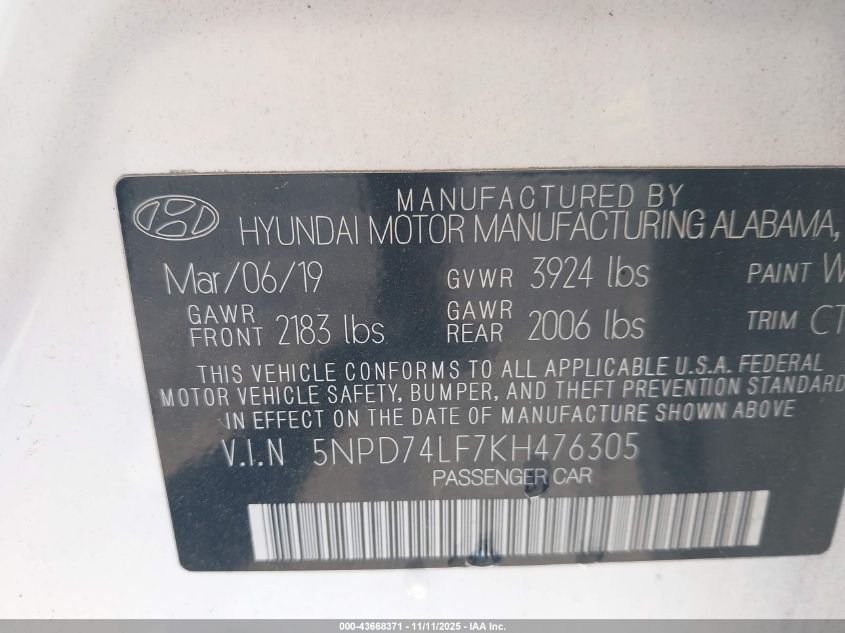 MANUFACTURED BY
HYUNDAI MOTOR MANUFACTURING ALABAMA,
Mar/06/19 GVWR 3924 lbs PAINT W
GAWR FRONT 2183 lbs GAWR REAR 2006 lbs TRIM CT
THIS VEHICLE CONFORMS TO ALL APPLICABLE U.S.A. FEDERAL
MOTOR VEHICLE SAFETY, BUMPER, AND THEFT PREVENTION STANDARD
IN EFFECT ON THE DATE OF MANUFACTURE SHOWN ABOVE
V.I.N 5NPD74LF7KH476305
PASSENGER CAR
000-43668371 - 11/11/2025 - IAA Inc.